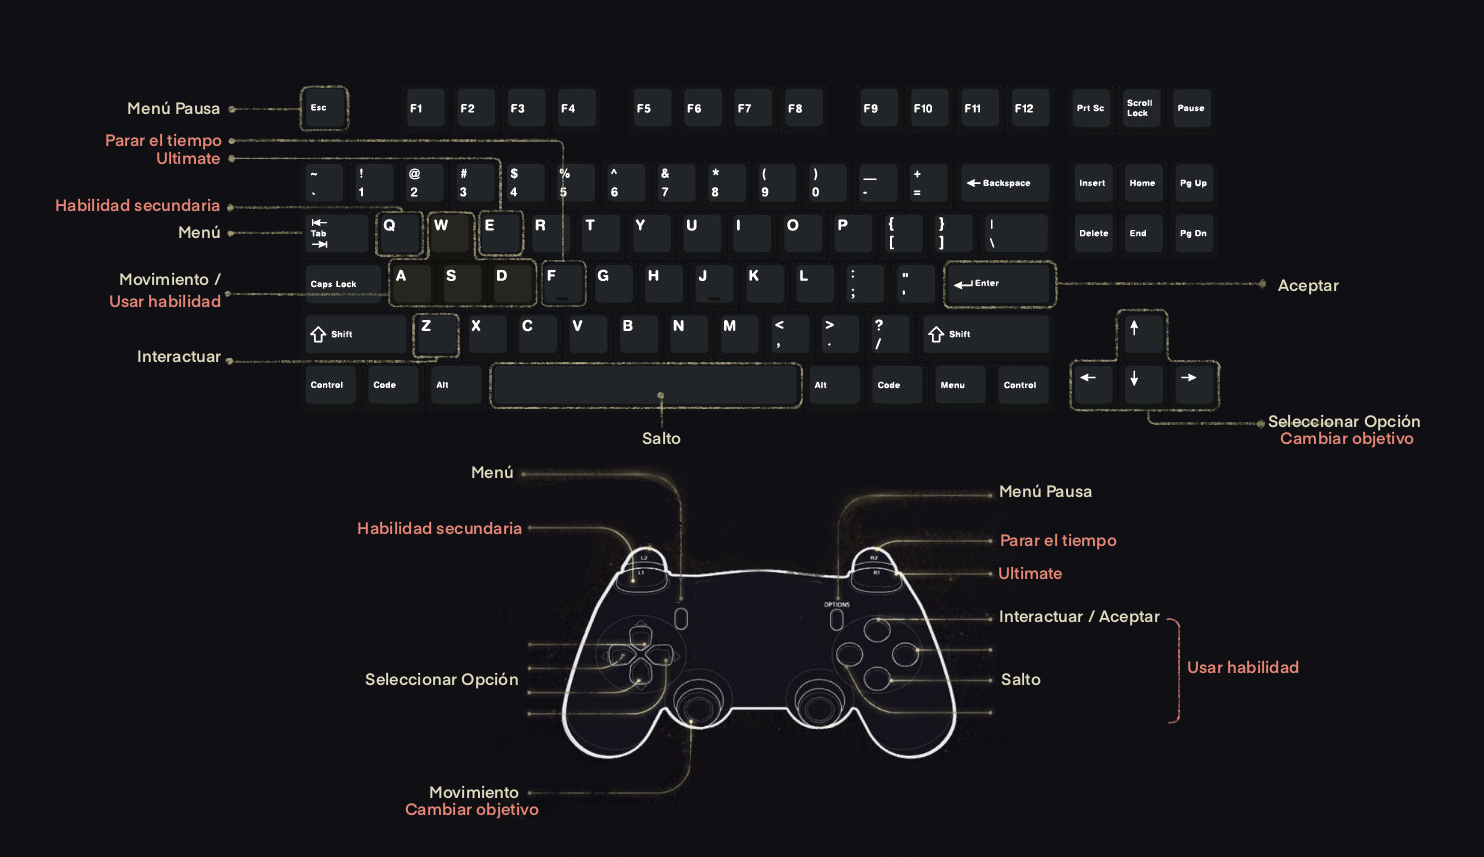 Menú Pausa
Esc
F1 F2 F3 F4 F5 F6 F7 F8 F9 F10 F11 F12
Prt Sc
Scroll
Lock
Pause
Parar el tiempo
Ultimate
~ ! @ # $ % ^ & * ( ) — +
` 1 2 3 4 5 6 7 8 9 0 - =
Backspace
Insert Home Pg Up
Habilidad secundaria
Menú
Tab
Q W E R T Y U I O P { } |
[ ] \
Delete End Pg Dn
Movimiento /
Usar habilidad
Caps Lock
A S D F G H J K L : "
; '
Enter
Aceptar
Interactuar
Shift
Z X C V B N M < > ?
, . /
Shift
Control Code Alt Alt Code Menu Control
Salto
Seleccionar Opción
Cambiar objetivo
Menú
Menú Pausa
Habilidad secundaria
Parar el tiempo
L2
L1
R2
R1
Ultimate
OPTIONS
Interactuar / Aceptar
Usar habilidad
Seleccionar Opción
Salto
Movimiento
Cambiar objetivo